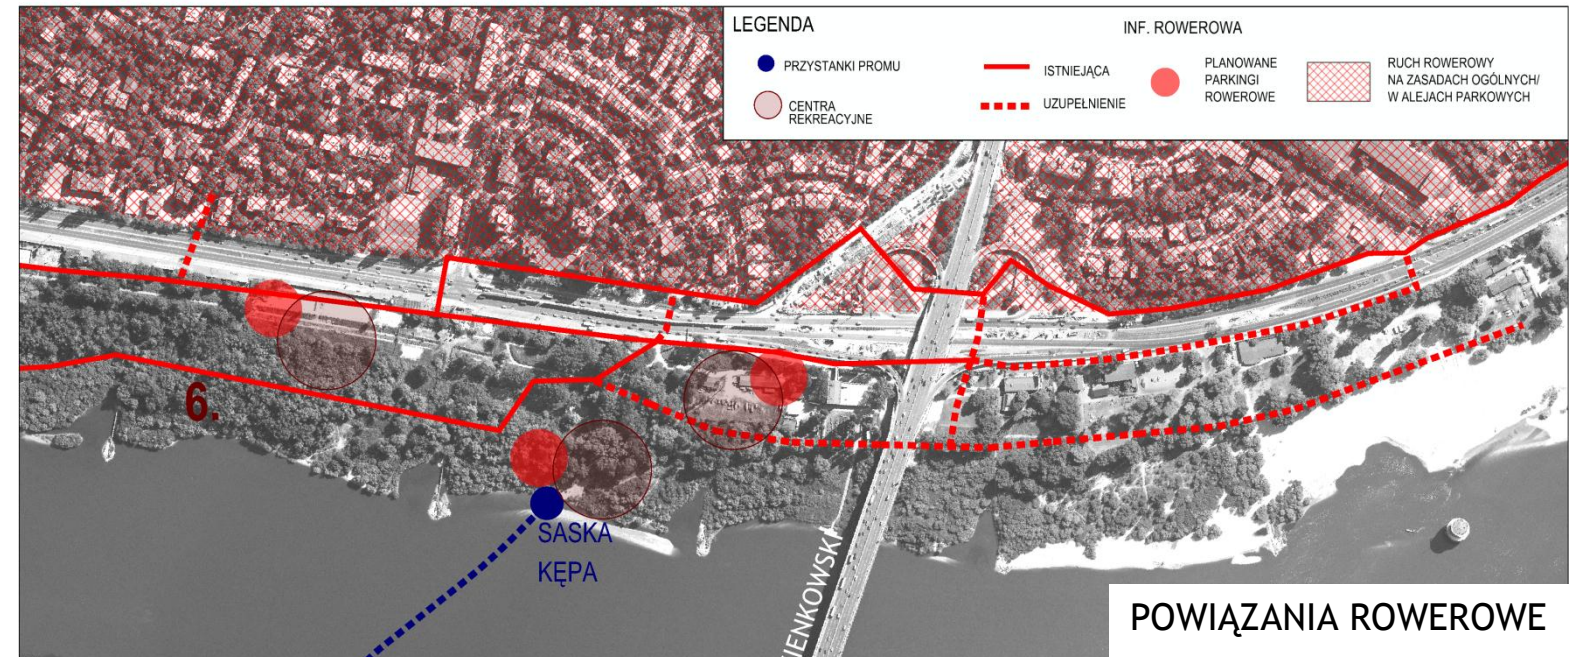 LEGENDA
INF. ROWEROWA
PRZYSTANKI PROMU
CENTRA
REKREACYJNE
ISTNIEJĄCA
UZUPEŁNIENIE
PLANOWANE
PARKINGI
ROWEROWE
RUCH ROWEROWY
NA ZASADACH OGÓLNYCH/
W ALEJACH PARKOWYCH
6.
SASKA
KĘPA
IENKOWSKI
POWIĄZANIA ROWEROWE